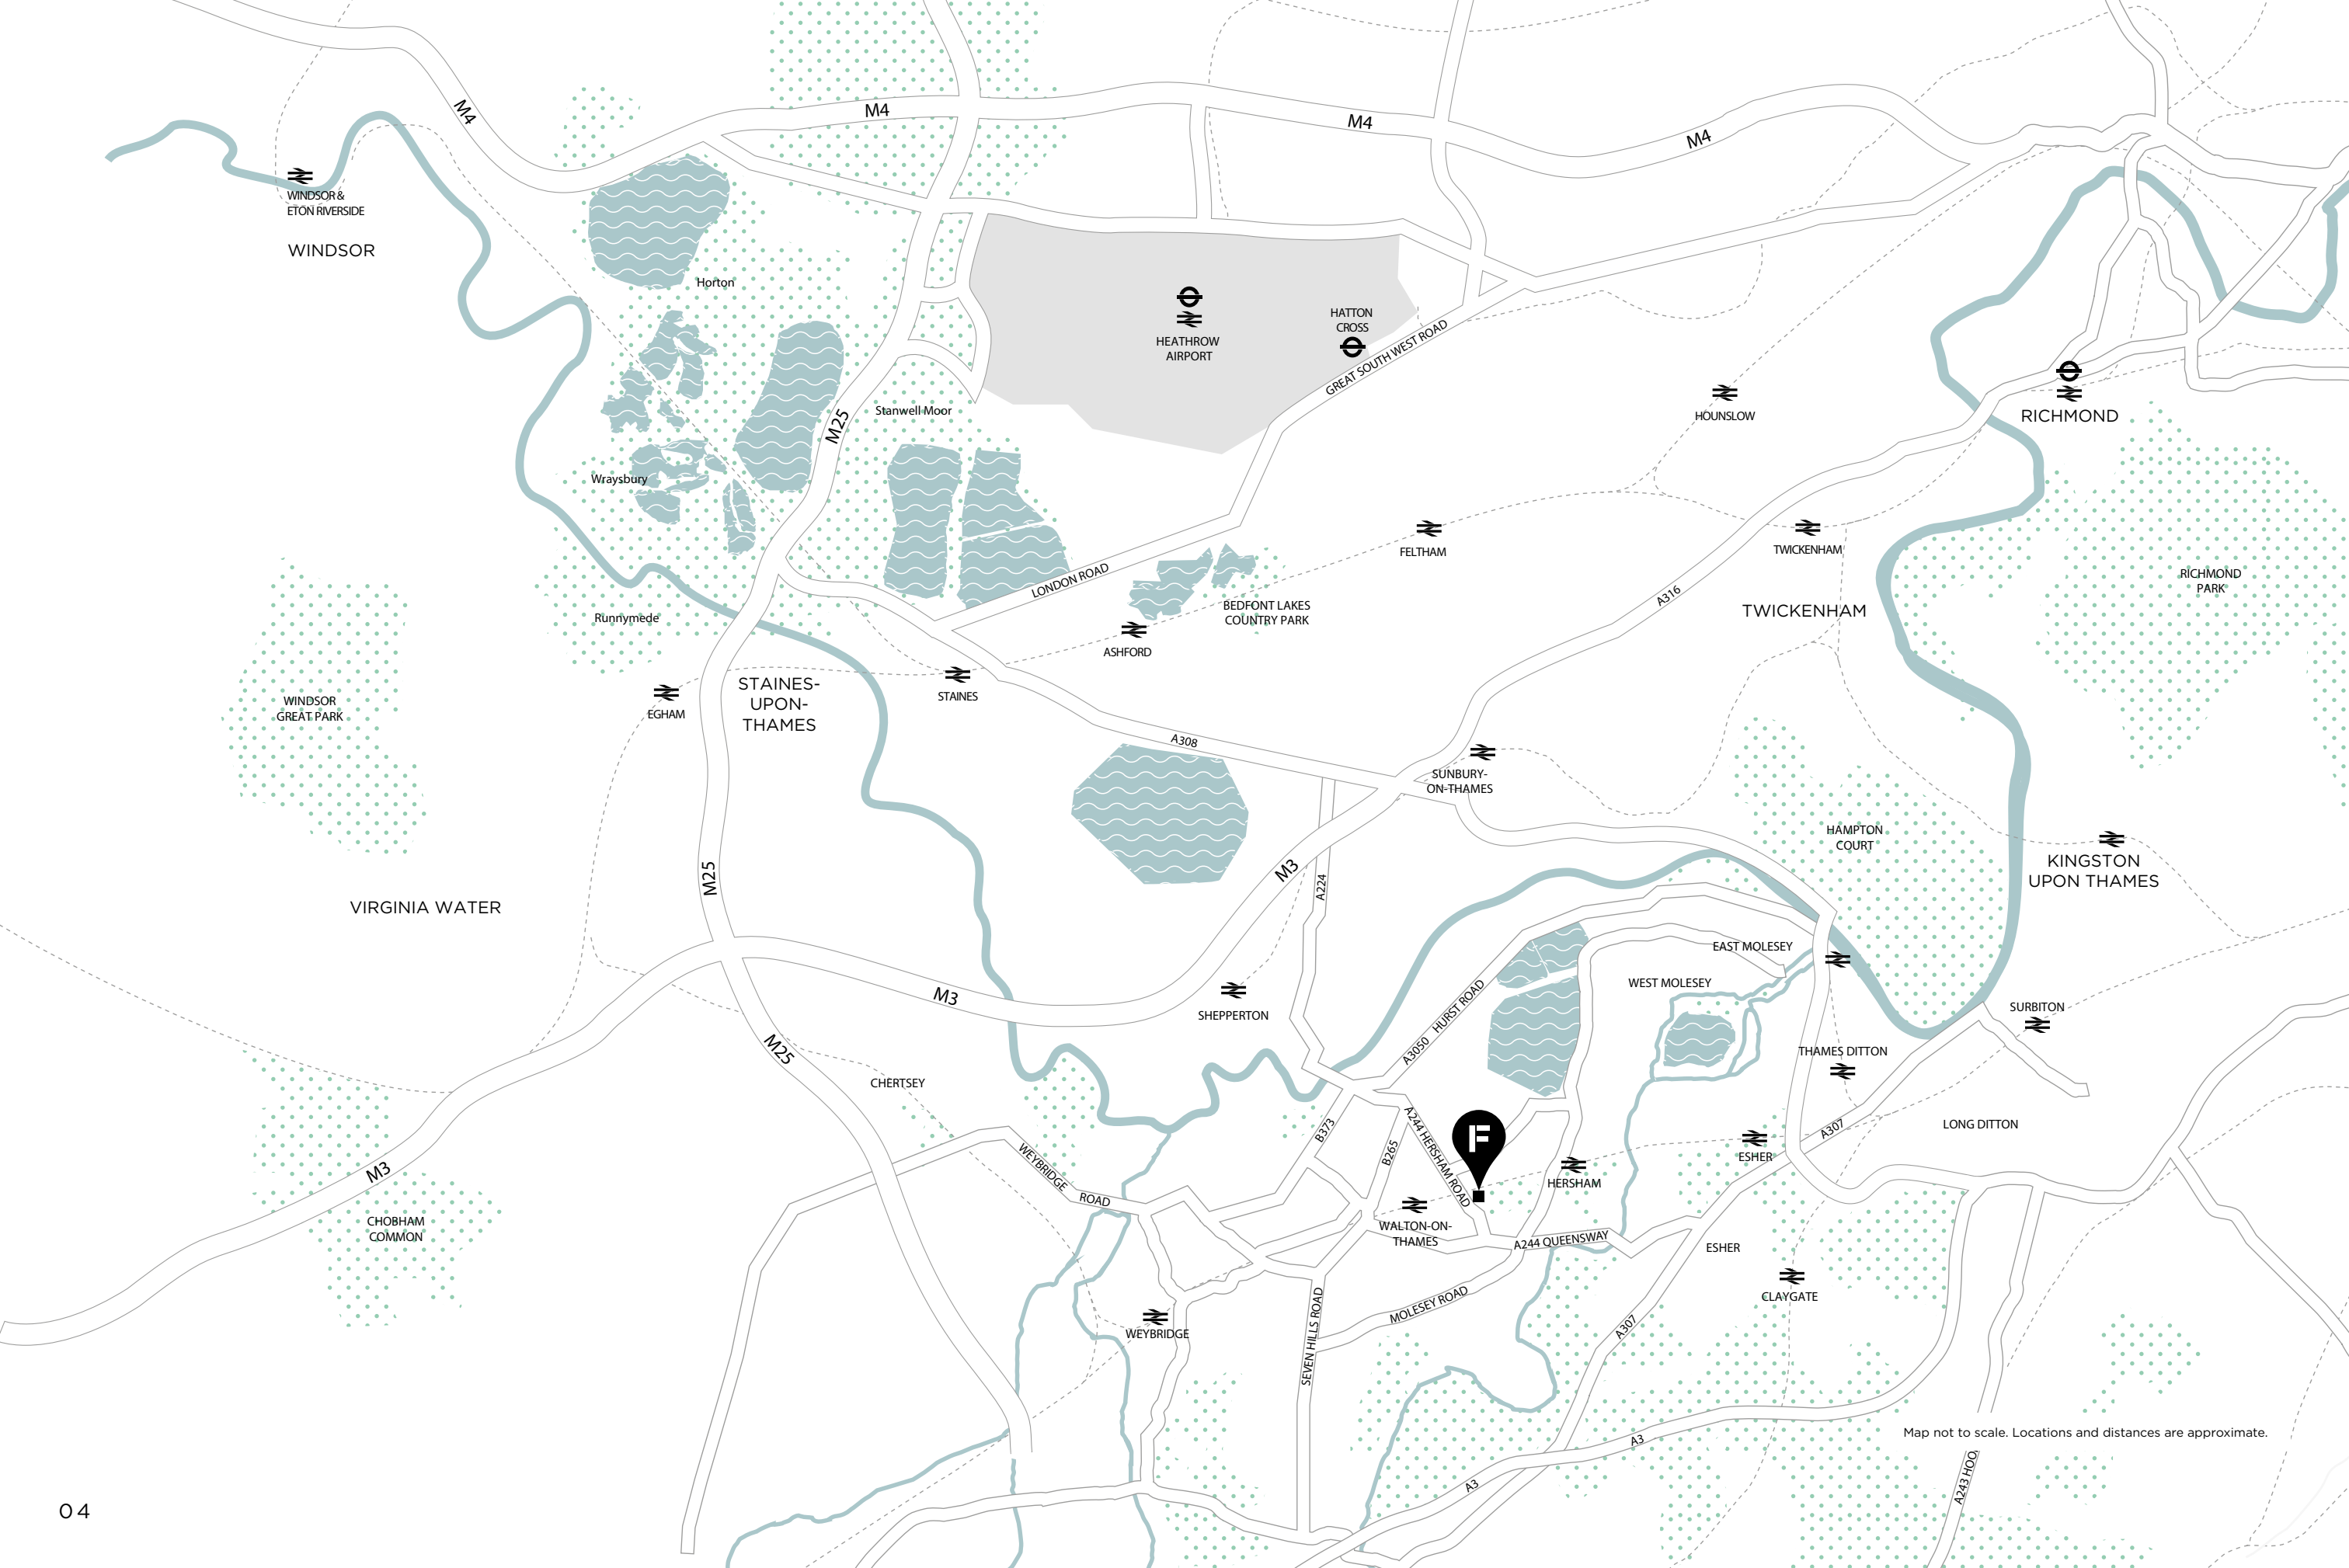 M4
M4
M4
M4
WINDSOR &
ETON RIVERSIDE
WINDSOR
Horton
HEATHROW
AIRPORT
HATTON
CROSS
GREAT SOUTH WEST ROAD
M25
Stanwell Moor
HOUNSLOW
RICHMOND
Wraysbury
FELTHAM
TWICKENHAM
LONDON ROAD
RICHMOND
PARK
BEDFONT LAKES
COUNTRY PARK
A316
TWICKENHAM
Runnymede
ASHFORD
STAINES
EGHAM
STAINES-
UPON-
THAMES
WINDSOR
GREAT PARK
A308
SUNBURY-
ON-THAMES
HAMPTON
COURT
KINGSTON
UPON THAMES
M25
M3
A224
VIRGINIA WATER
EAST MOLESEY
WEST MOLESEY
M3
SHEPPERTON
HURST ROAD
A3050
SURBITON
M25
THAMES DITTON
CHERTSEY
LONG DITTON
B373
A244 HERSHAM ROAD
F
A307
B265
ESHER
WEYBRIDGE
ROAD
HERSHAM
M3
CHOBHAM
COMMON
WALTON-ON-
THAMES
A244 QUEENSWAY
ESHER
CLAYGATE
MOLESEY ROAD
SEVEN HILLS ROAD
A307
WEYBRIDGE
A3
A3
Map not to scale. Locations and distances are approximate.
A243 HOO
04